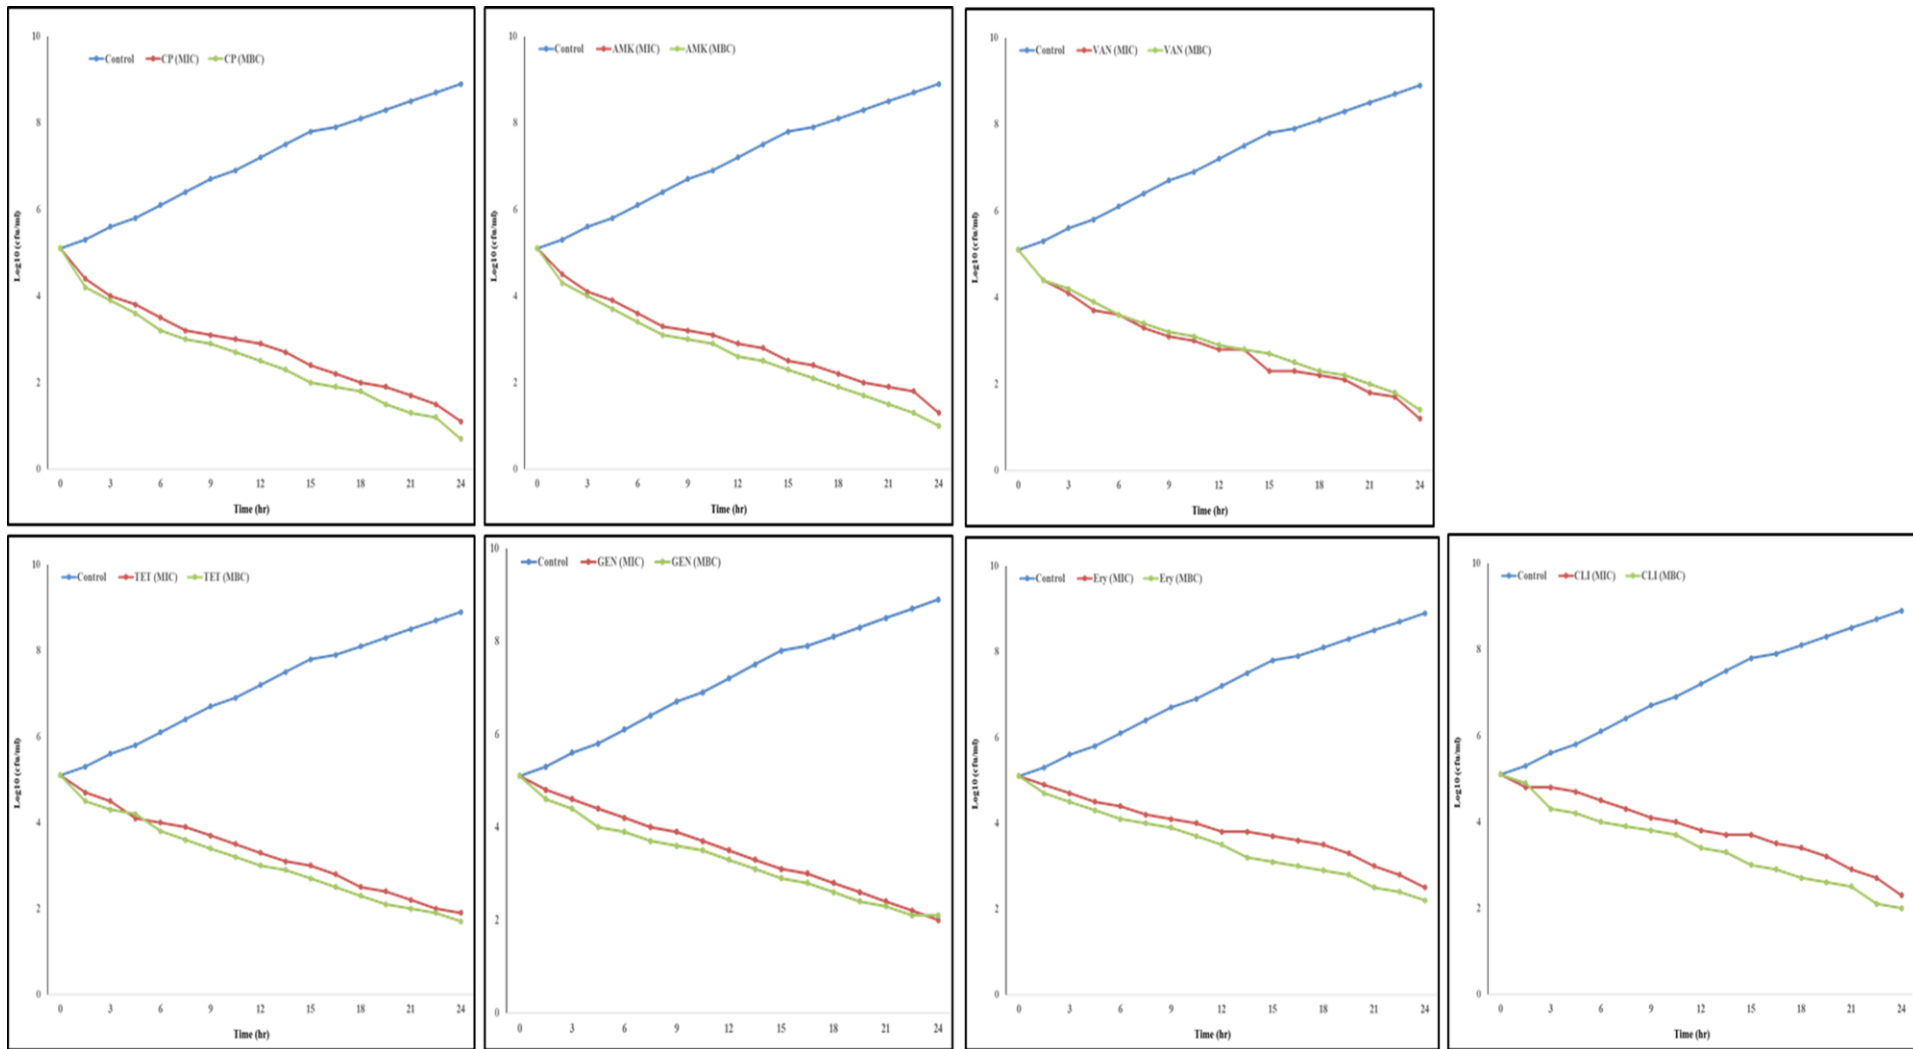 Control CP (MIC) CP (MBC)
10
8
6
4
2
0
Log10 (cfu/ml)
0 3 6 9 12 15 18 21 24
Time (hr)
Control AMK (MIC) AMK (MBC)
10
8
6
4
2
0
Log10 (cfu/ml)
0 3 6 9 12 15 18 21 24
Time (hr)
Control VAN (MIC) VAN (MBC)
10
8
6
4
2
0
Log10 (cfu/ml)
0 3 6 9 12 15 18 21 24
Time (hr)
Control TET (MIC) TET (MBC)
10
8
6
4
2
0
Log10 (cfu/ml)
0 3 6 9 12 15 18 21 24
Time (hr)
Control GEN (MIC) GEN (MBC)
10
8
6
4
2
0
Log10 (cfu/ml)
0 3 6 9 12 15 18 21 24
Time (hr)
Control Ery (MIC) Ery (MBC)
10
8
6
4
2
0
Log10 (cfu/ml)
0 3 6 9 12 15 18 21 24
Time (hr)
Control CLI (MIC) CLI (MBC)
10
8
6
4
2
0
Log10 (cfu/ml)
0 3 6 9 12 15 18 21 24
Time (hr)